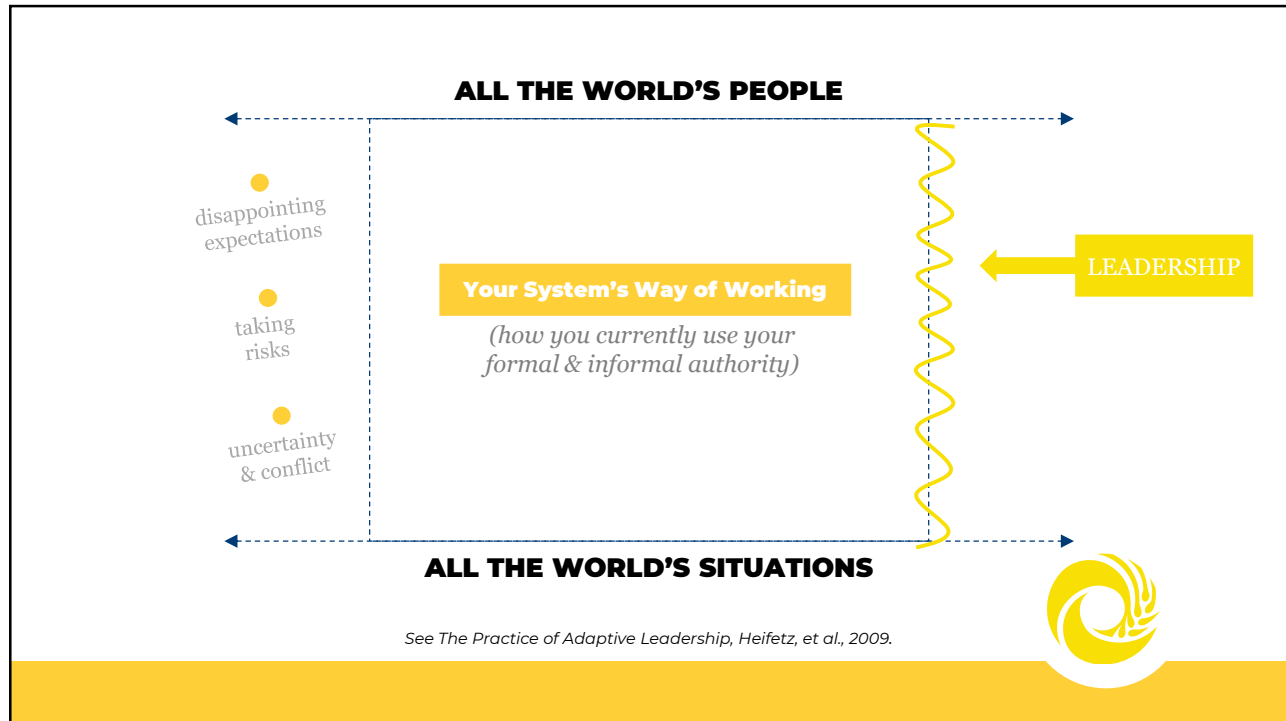 ALL THE WORLD’S PEOPLE
disappointing
expectations
taking
risks
uncertainty
& conflict
Your System’s Way of Working
(how you currently use your
formal & informal authority)
LEADERSHIP
ALL THE WORLD’S SITUATIONS
See The Practice of Adaptive Leadership, Heifetz, et al., 2009.